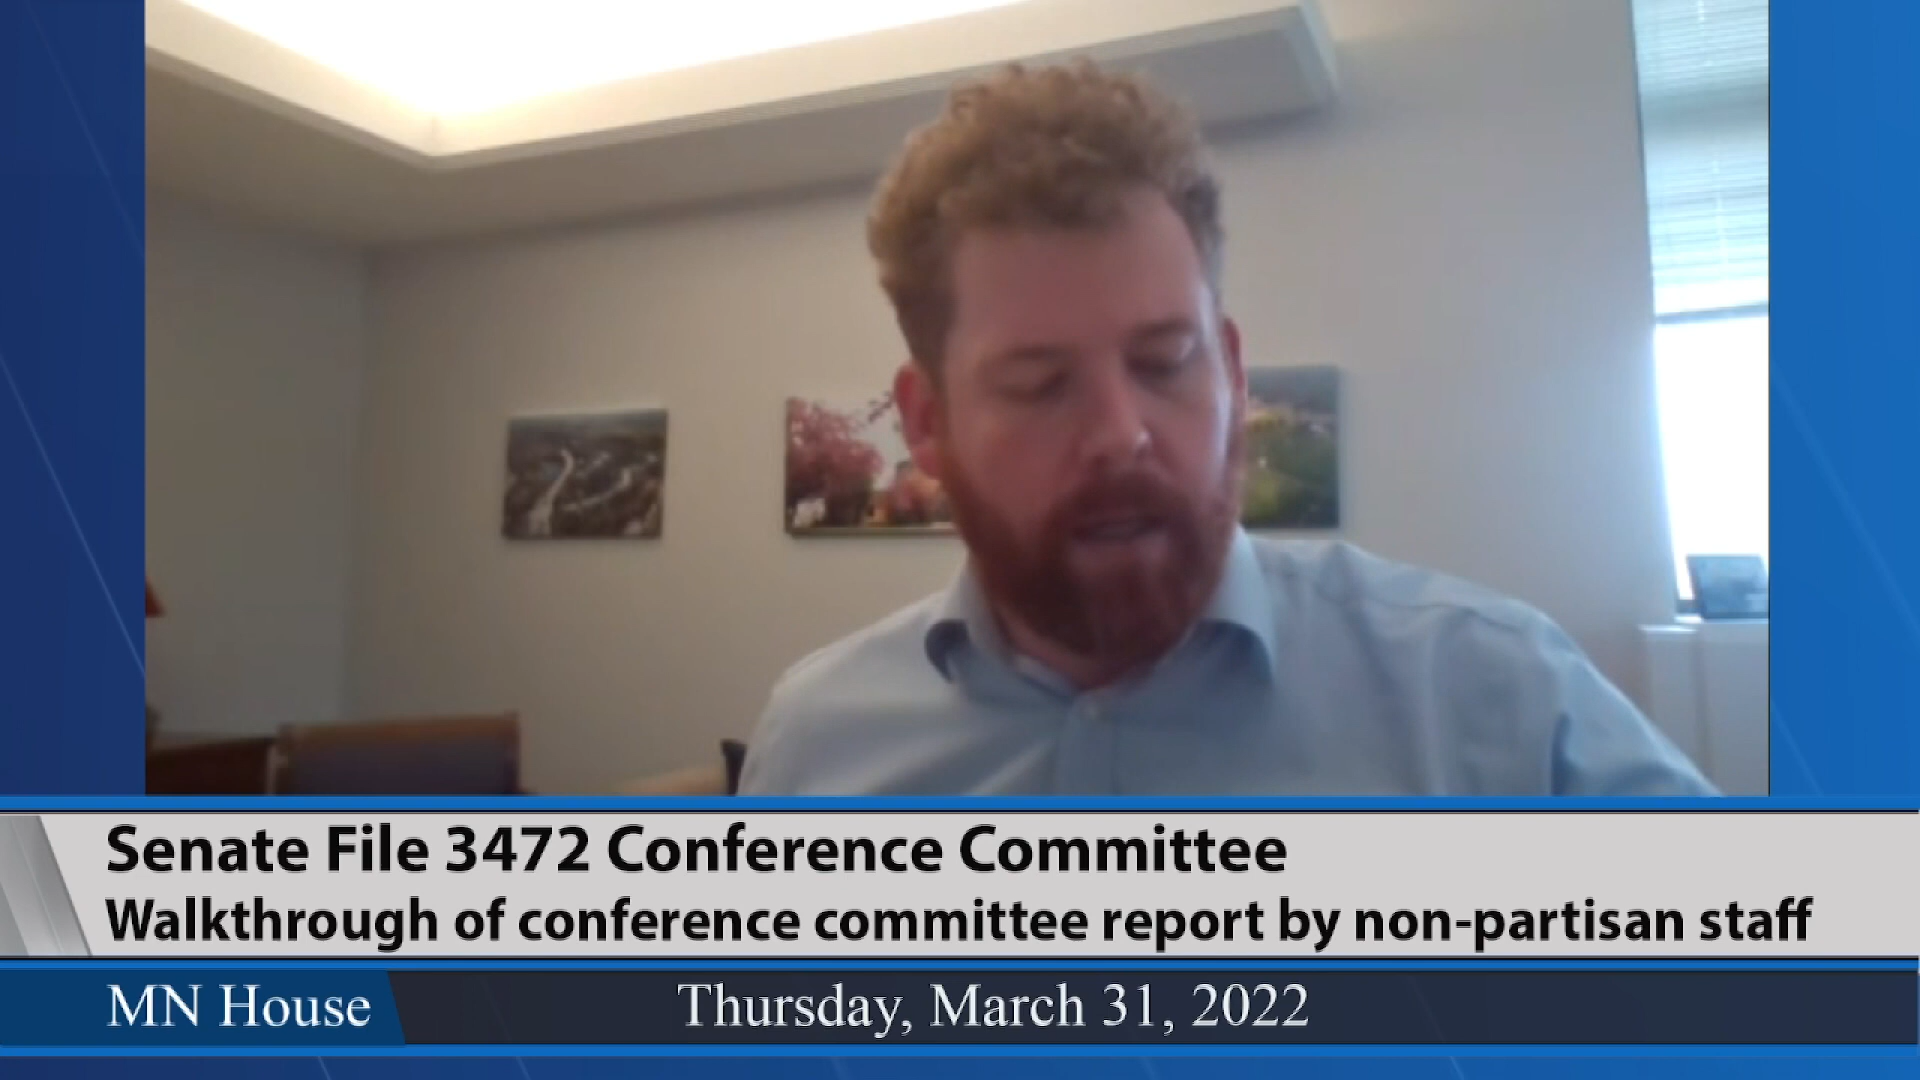 Senate File 3472 Conference Committee
Walkthrough of conference committee report by non-partisan staff
MN House
Thursday, March 31, 2022